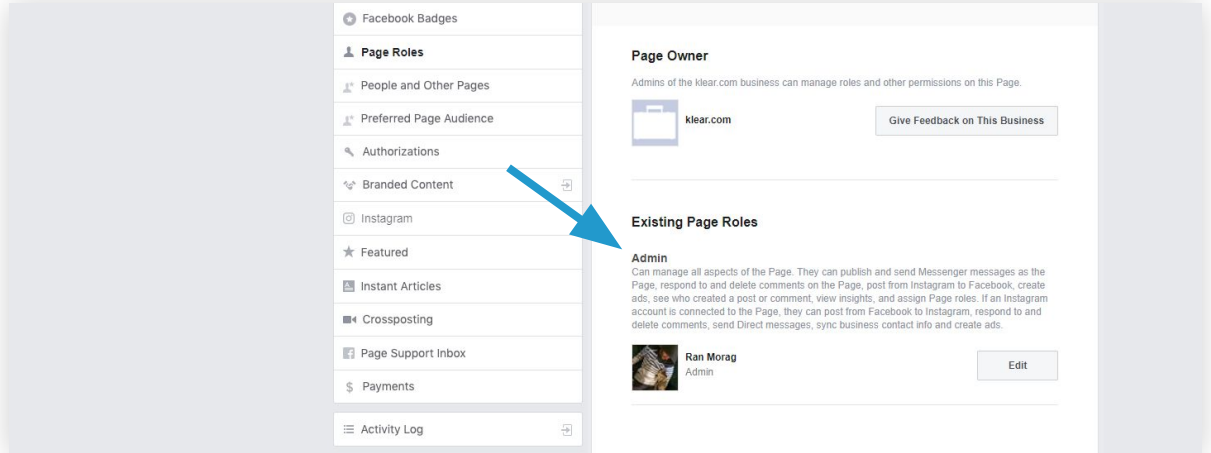 Facebook Badges
Page Roles
People and Other Pages
Preferred Page Audience
Authorizations
Branded Content
Instagram
Featured
Instant Articles
Crossposting
Page Support Inbox
Payments
Activity Log
Page Owner
Admins of the klear.com business can manage roles and other permissions on this Page.
klear.com
Give Feedback on This Business
Existing Page Roles
Admin
Can manage all aspects of the Page. They can publish and send Messenger messages as the
Page, respond to and delete comments on the Page, post from Instagram to Facebook, create
ads, see who created a post or comment, view insights, and assign Page roles. If an Instagram
account is connected to the Page, they can post from Facebook to Instagram, respond to and
delete comments, send Direct messages, sync business contact info and create ads.
Ran Morag
Admin
Edit